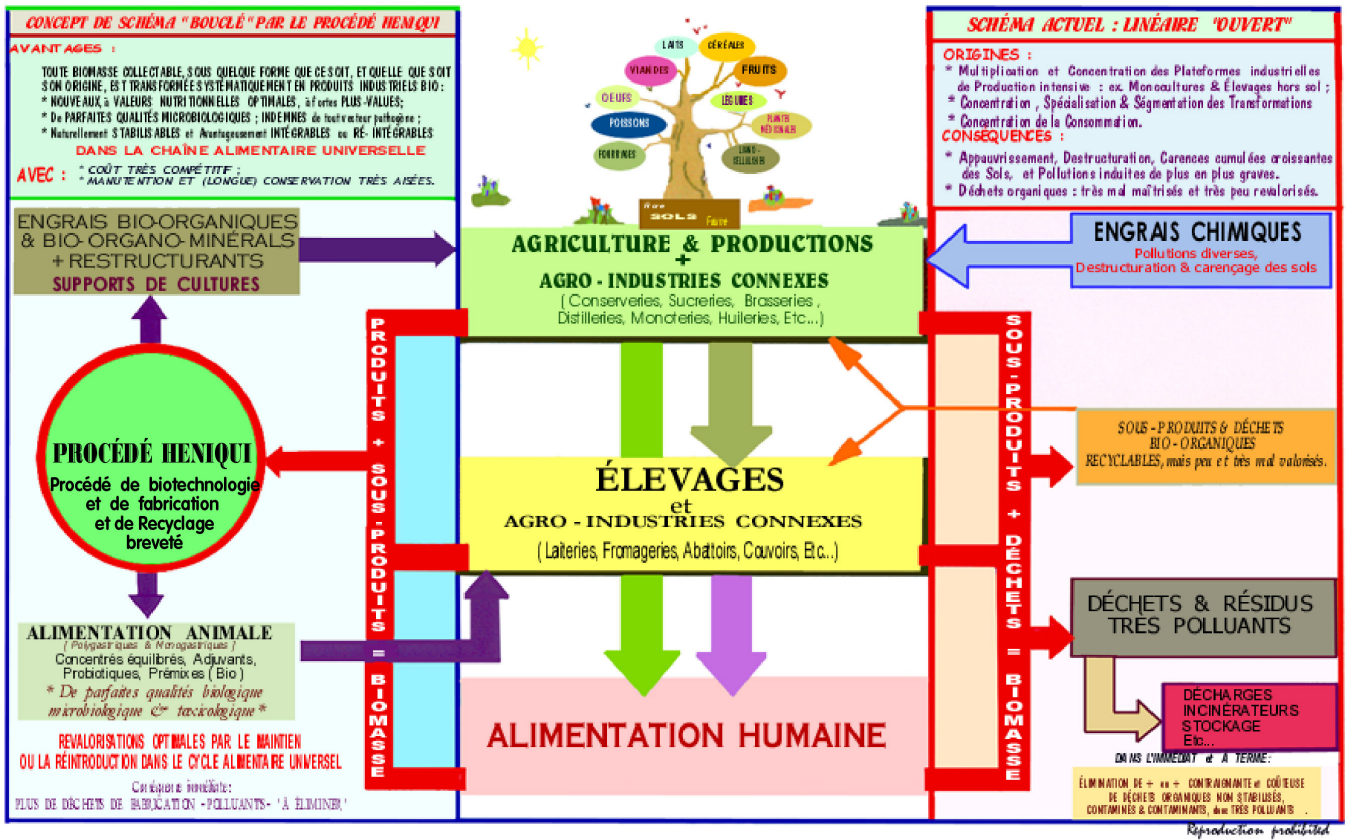 CONCEPT DE SCHÉMA "BOUCLÉ" PAR LE PROCÉDÉ HENIQUI
AVANTAGES :
TOUTE BIOMASSE COLLECTABLE, SOUS QUELQUE FORME QUE CE SOIT, ET QUELLE QUE SOIT
SON ORIGINE, EST TRANSFORMÉE SYSTÉMATIQUEMENT EN PRODUITS INDUSTRIELS BIO :
* NOUVEAUX, à VALEURS NUTRITIONNELLES OPTIMALES, à fortes PLUS-VALUES;
* De PARFAITES QUALITÉS MICROBIOLOGIQUES ; INDEMNES de tout vecteur pathogène ;
* Naturellement STABILISABLES et Avantageusement INTÉGRABLES ou RÉ- INTÉGRABLES
DANS LA CHAÎNE ALIMENTAIRE UNIVERSELLE
AVEC :
* COÛT TRÈS COMPÉTITIF ;
* MANUTENTION ET (LONGUE) CONSERVATION TRÈS AISÉES.
ENGRAIS BIO-ORGANIQUES
& BIO- ORGANO-MINÉRALS
+ RESTRUCTURANTS
SUPPORTS DE CULTURES
PROCÉDÉ HENIQUI
Procédé de biotechnologie
et de fabrication
et de Recyclage
breveté
ALIMENTATION ANIMALE
( Polygastriques & Monogastriques )
Concentrés équilibrés, Adjuvants,
Probiotiques, Prémixes ( Bio )
* De parfaites qualités biologique
microbiologique & toxicologique *
REVALORISATIONS OPTIMALES PAR LE MAINTIEN
OU LA RÉINTRODUCTION DANS LE CYCLE ALIMENTAIRE UNIVERSEL
Conséquence immédiate:
PLUS DE DÉCHETS DE FABRICATION -POLLUANTS- "À ÉLIMINER"
PRODUITS + SOUS-PRODUITS = BIOMASSE
LAITS
CÉRÉALES
VIANDES
FRUITS
OEUFS
LÉGUMES
POISSONS
PLANTES
MÉDICINALES
FOURRAGES
LIGNO-
CELLULOSES
Flore
SOLS
Faune
AGRICULTURE & PRODUCTIONS
+
AGRO - INDUSTRIES CONNEXES
( Conserveries, Sucreries, Brasseries ,
Distilleries, Monoteries, Huileries, Etc...)
ÉLEVAGES
et
AGRO - INDUSTRIES CONNEXES
( Laiteries, Fromageries, Abattoirs, Couvoirs, Etc...)
ALIMENTATION HUMAINE
SOUS-PRODUITS + DÉCHETS = BIOMASSE
SCHÉMA ACTUEL : LINÉAIRE "OUVERT"
ORIGINES :
* Multiplication et Concentration des Plateformes industrielles
de Production intensive : ex. Monocultures & Élevages hors sol ;
* Concentration , Spécialisation & Ségmentation des Transformations
* Concentration de la Consommation.
CONSÉQUENCES :
* Appauvrissement, Destructuration, Carences cumulées croissantes
des Sols, et Pollutions induites de plus en plus graves.
* Déchets organiques : très mal maîtrisés et très peu revalorisés.
ENGRAIS CHIMIQUES
Pollutions diverses,
Destructuration & carençage des sols
SOUS - PRODUITS & DÉCHETS
BIO - ORGANIQUES
RECYCLABLES, mais peu et très mal valorisés.
DÉCHETS & RÉSIDUS
TRÈS POLLUANTS
DÉCHARGES
INCINÉRATEURS
STOCKAGE
Etc...
DANS L'IMMÉDIAT et A TERME:
ÉLIMINATION DE + en + CONTRAIGNANTE et COÛTEUSE
DE DÉCHETS ORGANIQUES NON STABILISÉS,
CONTAMINÉS & CONTAMINANTS, donc TRÈS POLLUANTS .
Reproduction prohibited